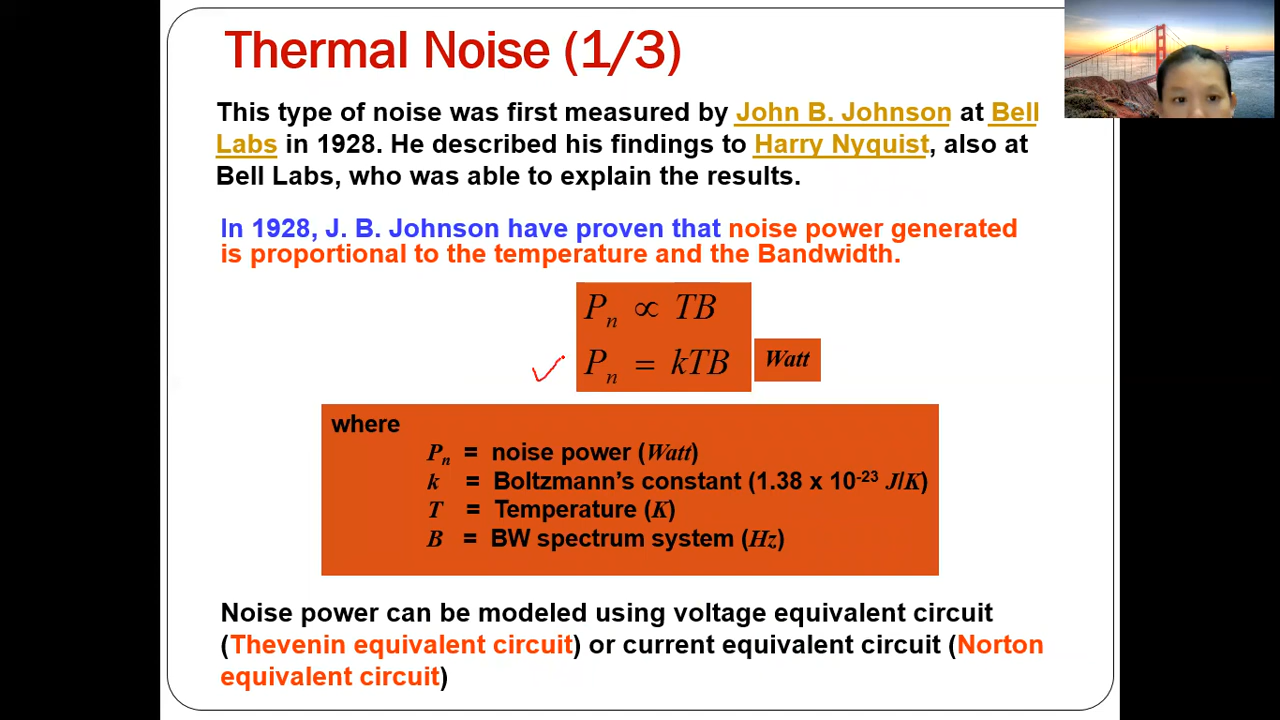 Thermal Noise (1/3)
This type of noise was first measured by John B. Johnson at Bell
Labs in 1928. He described his findings to Harry Nyquist, also at
Bell Labs, who was able to explain the results.
In 1928, J. B. Johnson have proven that noise power generated
is proportional to the temperature and the Bandwidth.
Pₙ ∝ TB
Pₙ = kTB Watt
where
Pₙ = noise power (Watt)
k = Boltzmann’s constant (1.38 x 10⁻²³ J/K)
T = Temperature (K)
B = BW spectrum system (Hz)
Noise power can be modeled using voltage equivalent circuit
(Thevenin equivalent circuit) or current equivalent circuit (Norton
equivalent circuit)